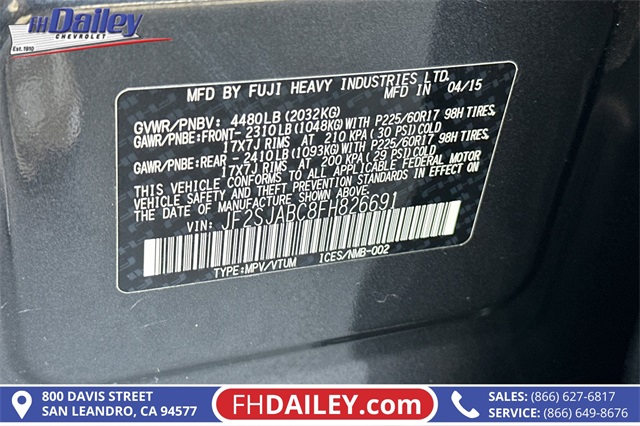 FH Dailey
CHEVROLET
Est. 1910
MFD BY FUJI HEAVY INDUSTRIES LTD. MFD IN 04/15
GVWR/PNBV: 4480LB(2032KG)
GAWR/PNBE:FRONT- 2310LB(1048KG)WITH P225/60R17 98H TIRES,
17X7J RIMS AT 210 KPA(30 PSI)COLD
GAWR/PNBE:REAR - 2410LB(1093KG)WITH P225/60R17 98H TIRES,
17X7J RIMS AT 200 KPA(29 PSI)COLD
THIS VEHICLE CONFORMS TO ALL APPLICABLE FEDERAL MOTOR
VEHICLE SAFETY STANDARDS IN EFFECT ON THE
DATE OF MANUFACTURE SHOWN ABOVE.
VIN: JF2SJABC8FH826691
TYPE:MPV/VTUM ICES/NMB-002
800 DAVIS STREET
SAN LEANDRO, CA 94577
FHDAILEY.com
SALES: (866) 627-6817
SERVICE: (866) 649-8676